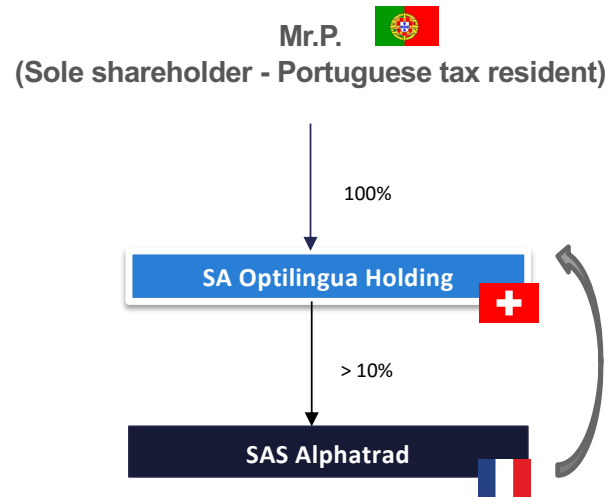 Mr.P.
(Sole shareholder - Portuguese tax resident)
100%
SA Optilingua Holding
> 10%
SAS Alphatrad